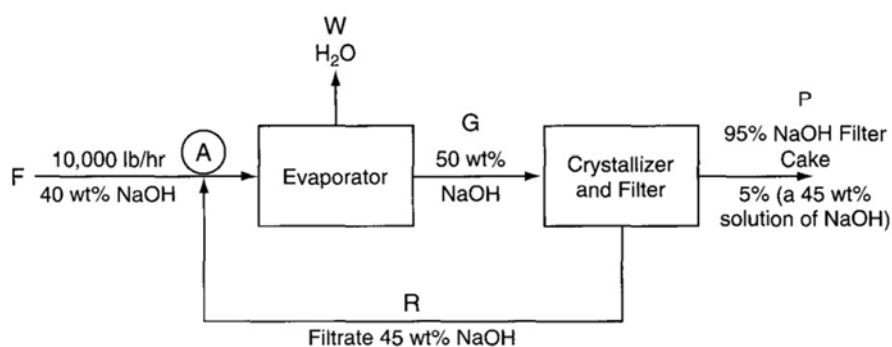 W
H₂O
F
10,000 lb/hr
40 wt% NaOH
A
Evaporator
G
50 wt%
NaOH
Crystallizer
and Filter
P
95% NaOH Filter
Cake
5% (a 45 wt%
solution of NaOH)
R
Filtrate 45 wt% NaOH